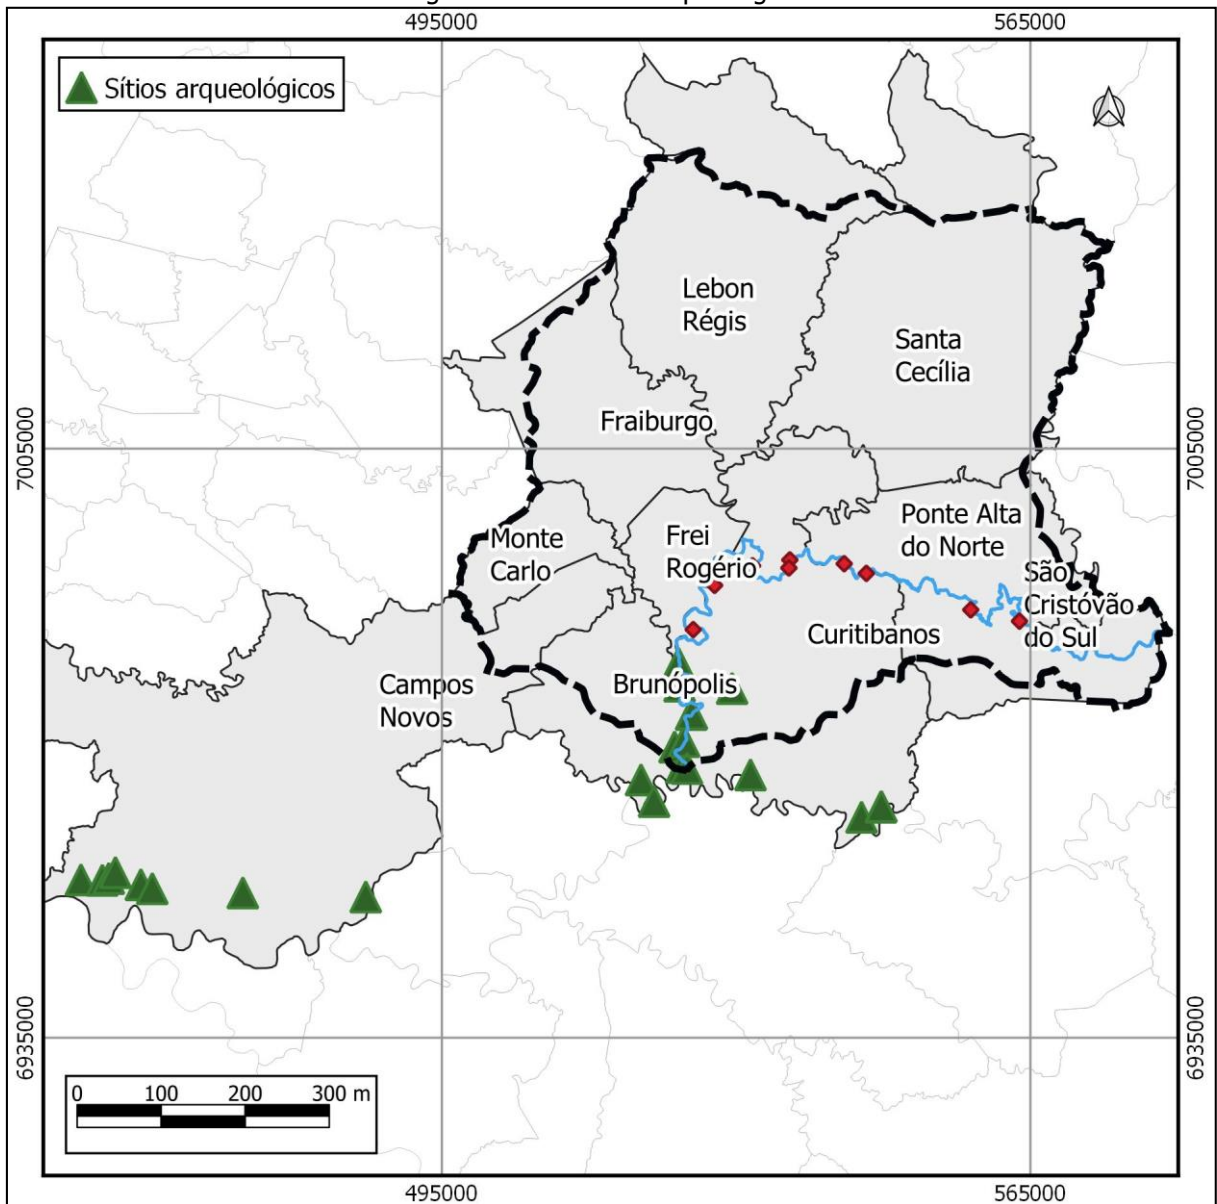 495000
565000
Sítios arqueológicos
Lebon
Régis
Santa
Cecília
Fraiburgo
7005000
7005000
Monte
Carlo
Frei
Rogério
Ponte Alta
do Norte
São
Cristóvão
do Sul
Curitibanos
Campos
Novos
Brunópolis
6935000
6935000
0 100 200 300 m
495000
565000